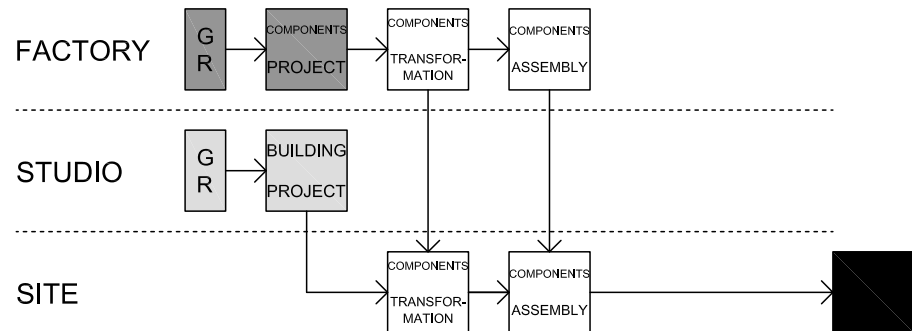 FACTORY
G
R
COMPONENTS
PROJECT
COMPONENTS
TRANSFOR-
MATION
COMPONENTS
ASSEMBLY
STUDIO
G
R
BUILDING
PROJECT
SITE
COMPONENTS
TRANSFOR-
MATION
COMPONENTS
ASSEMBLY